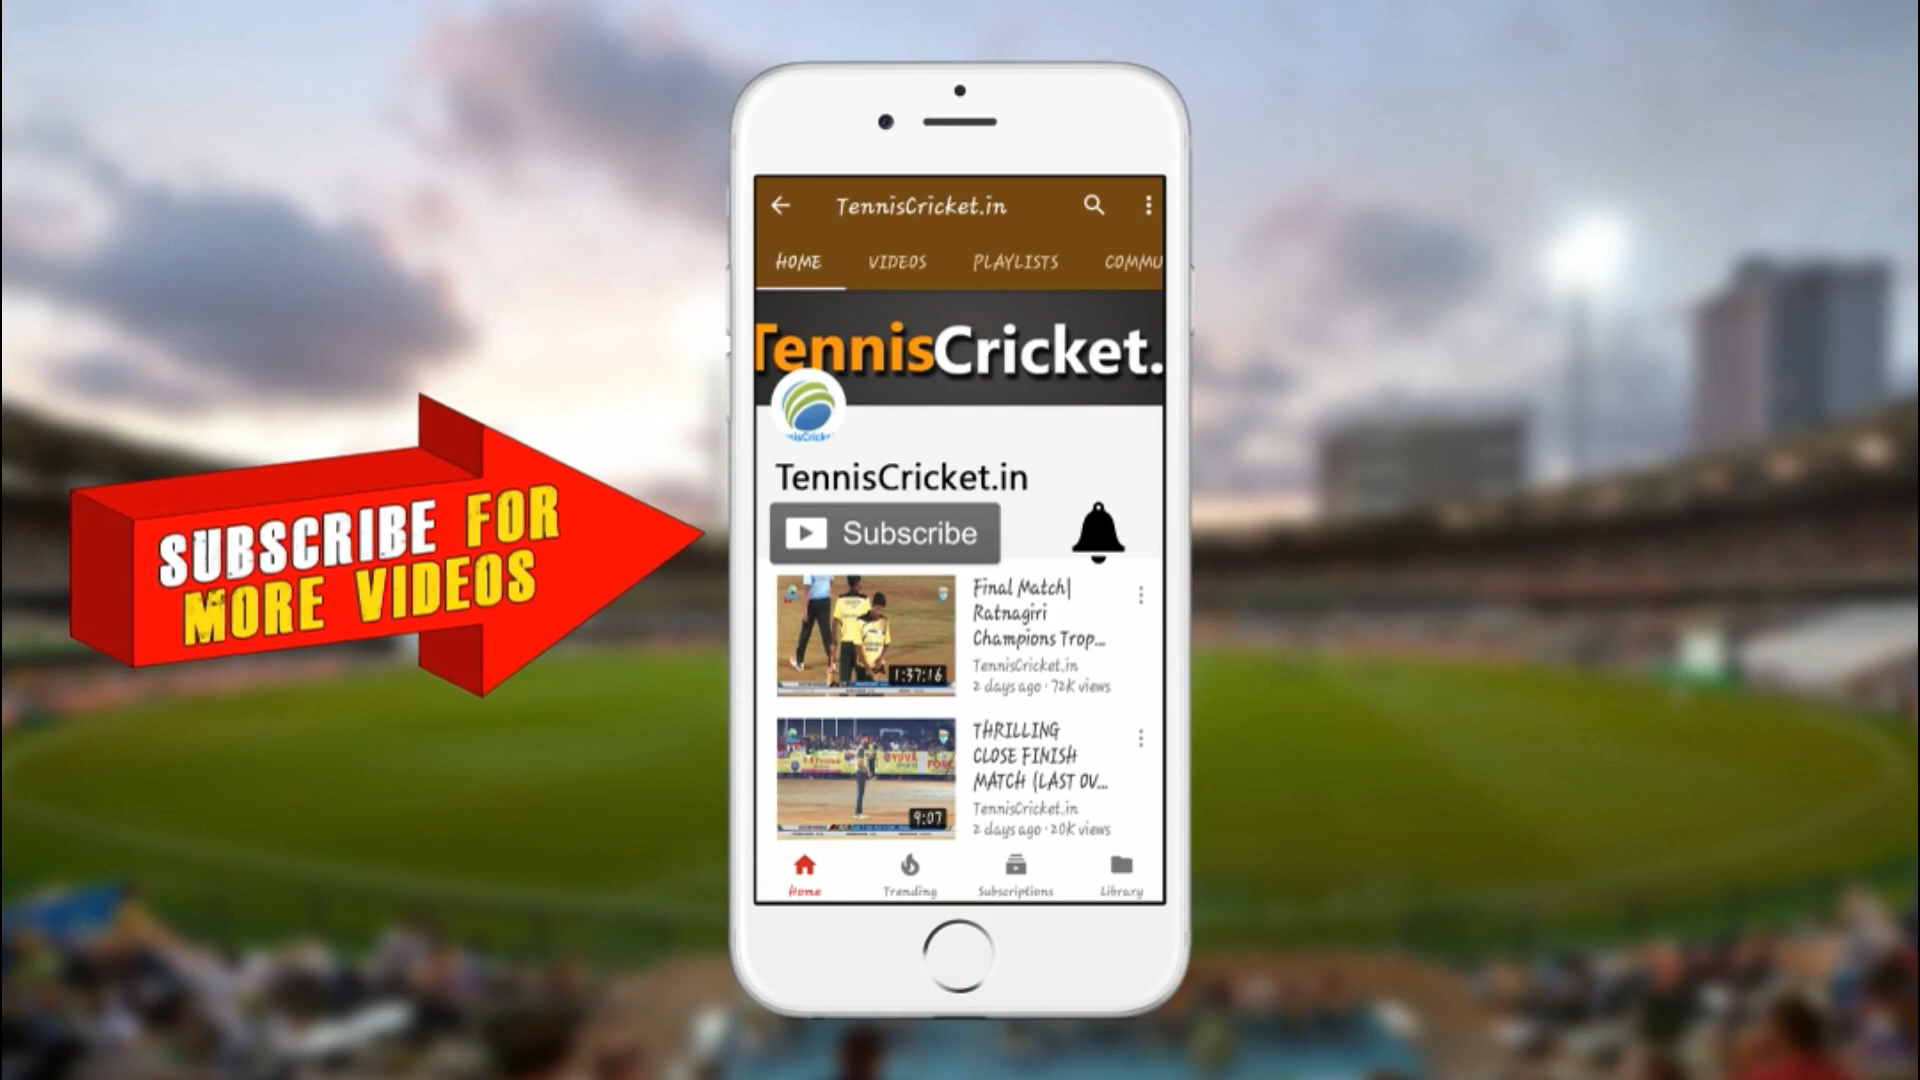 TennisCricket.in
HOME VIDEOS PLAYLISTS COMMU
TennisCricket.
TennisCricket.in
Subscribe
SUBSCRIBE FOR
MORE VIDEOS
Final Match|
Ratnagiri
Champions Trop...
TennisCricket.in
2 days ago · 72K views
1:37:16
THRILLING
CLOSE FINISH
MATCH (LAST OV...
TennisCricket.in
2 days ago · 20K views
9:07
Home Trending Subscriptions Library